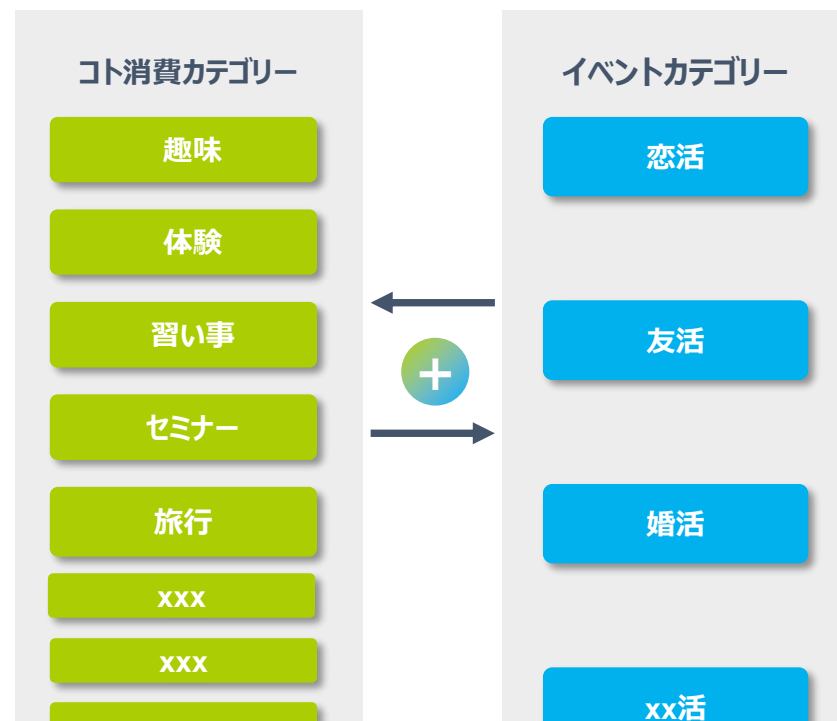 コト消費カテゴリー
趣味
体験
習い事
セミナー
旅行
xxx
xxx
+
イベントカテゴリー
恋活
友活
婚活
xx活